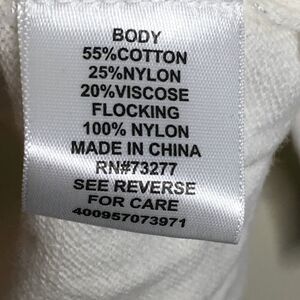 BODY
55%COTTON
25%NYLON
20%VISCOSE
FLOCKING
100% NYLON
MADE IN CHINA
RN#73277
SEE REVERSE
FOR CARE
400957073971